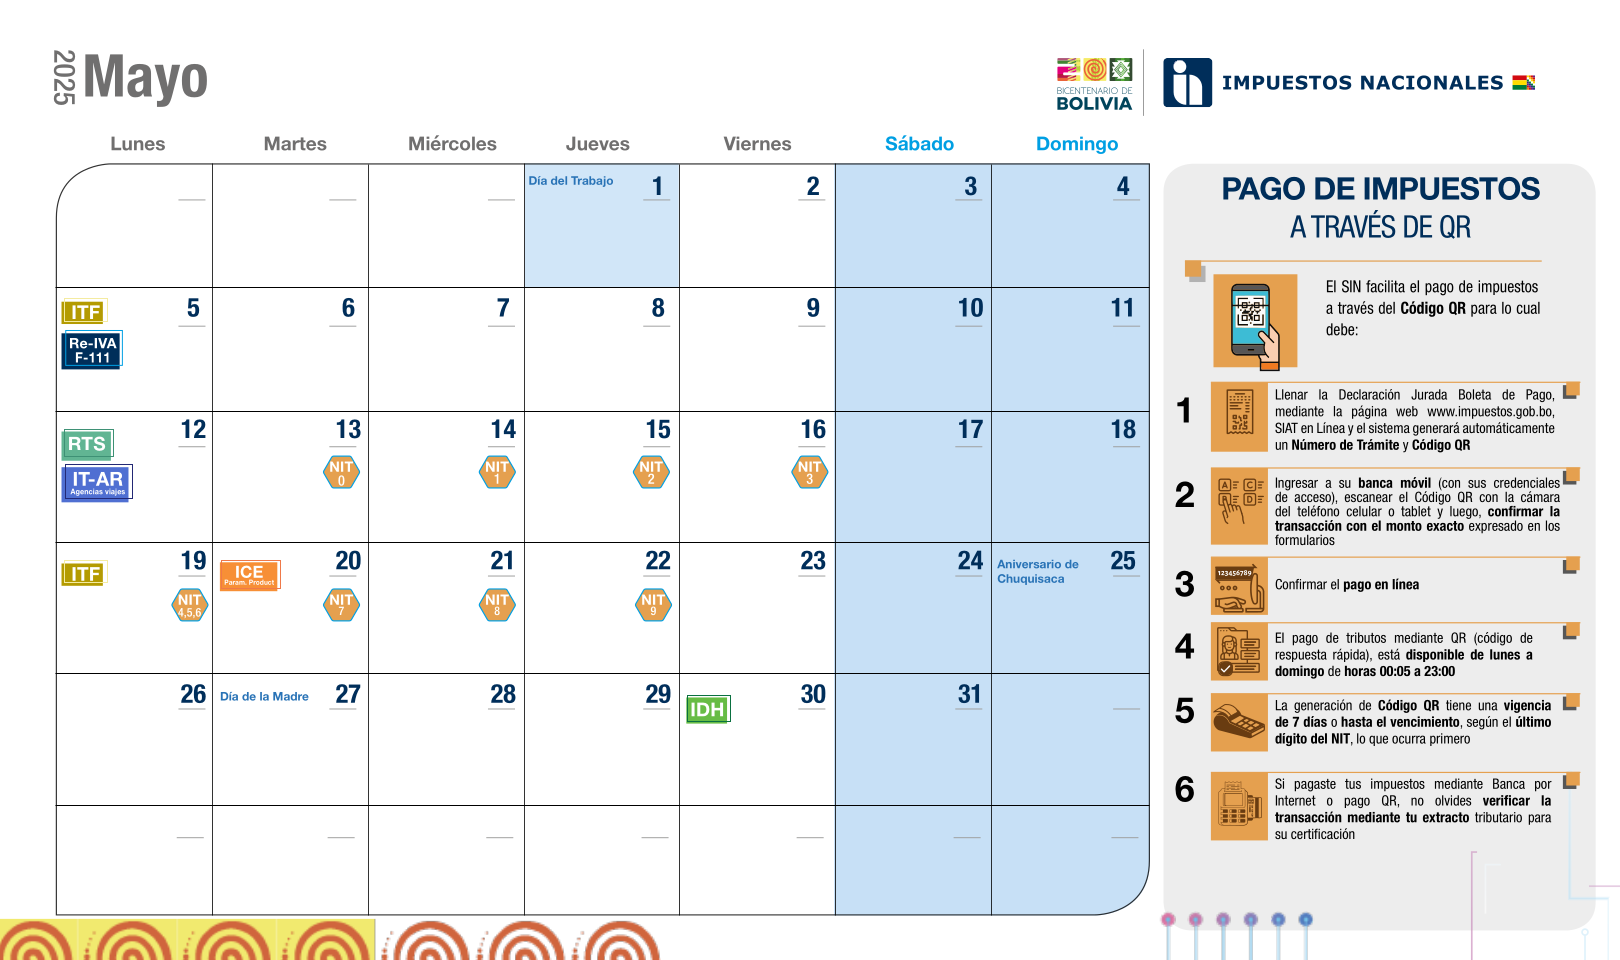 2025
Mayo
BICENTENARIO DE
BOLIVIA
IMPUESTOS NACIONALES
Lunes
Martes
Miércoles
Jueves
Viernes
Sábado
Domingo
Día del Trabajo
1
2
3
4
ITF
Re-IVA
F-111
5
6
7
8
9
10
11
RTS
IT-AR
Agencias viajes
12
13
NIT
0
14
NIT
1
15
NIT
2
16
NIT
3
17
18
ITF
19
NIT
4,5,6
ICE
Param. Product
20
NIT
7
21
NIT
8
22
NIT
9
23
24
Aniversario de
Chuquisaca
25
26
Día de la Madre
27
28
29
IDH
30
31
PAGO DE IMPUESTOS
A TRAVÉS DE QR
El SIN facilita el pago de impuestos
a través del Código QR para lo cual
debe:
1
Llenar la Declaración Jurada Boleta de Pago,
mediante la página web www.impuestos.gob.bo,
SIAT en Línea y el sistema generará automáticamente
un Número de Trámite y Código QR
2
A
C
B
D
Ingresar a su banca móvil (con sus credenciales
de acceso), escanear el Código QR con la cámara
del teléfono celular o tablet y luego, confirmar la
transacción con el monto exacto expresado en los
formularios
3
123456789
Confirmar el pago en línea
4
El pago de tributos mediante QR (código de
respuesta rápida), está disponible de lunes a
domingo de horas 00:05 a 23:00
5
La generación de Código QR tiene una vigencia
de 7 días o hasta el vencimiento, según el último
dígito del NIT, lo que ocurra primero
6
Si pagaste tus impuestos mediante Banca por
Internet o pago QR, no olvides verificar la
transacción mediante tu extracto tributario para
su certificación